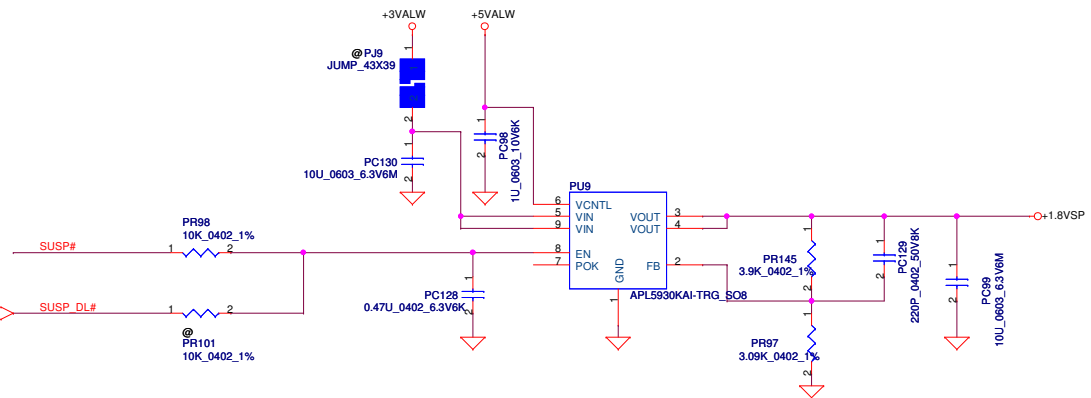 +3VALW
+5VALW
1
@ PJ9
JUMP_43X39
2
1
PC130
10U_0603_6.3V6M
2
1
2
PC98
1U_0603_10V6K
PU9
6
VCNTL
5
VIN
9
VIN
8
EN
7
POK
GND
1
VOUT
3
VOUT
4
FB
2
APL5930KAI-TRG_SO8
SUSP#
PR98
10K_0402_1%
1
2
SUSP_DL#
1
2
@
PR101
10K_0402_1%
1
PC128
0.47U_0402_6.3V6K
2
1
PR145
3.9K_0402_1%
2
1
PR97
3.09K_0402_1%
2
1
2
PC129
220P_0402_50V8K
1
2
PC99
10U_0603_6.3V6M
+1.8VSP